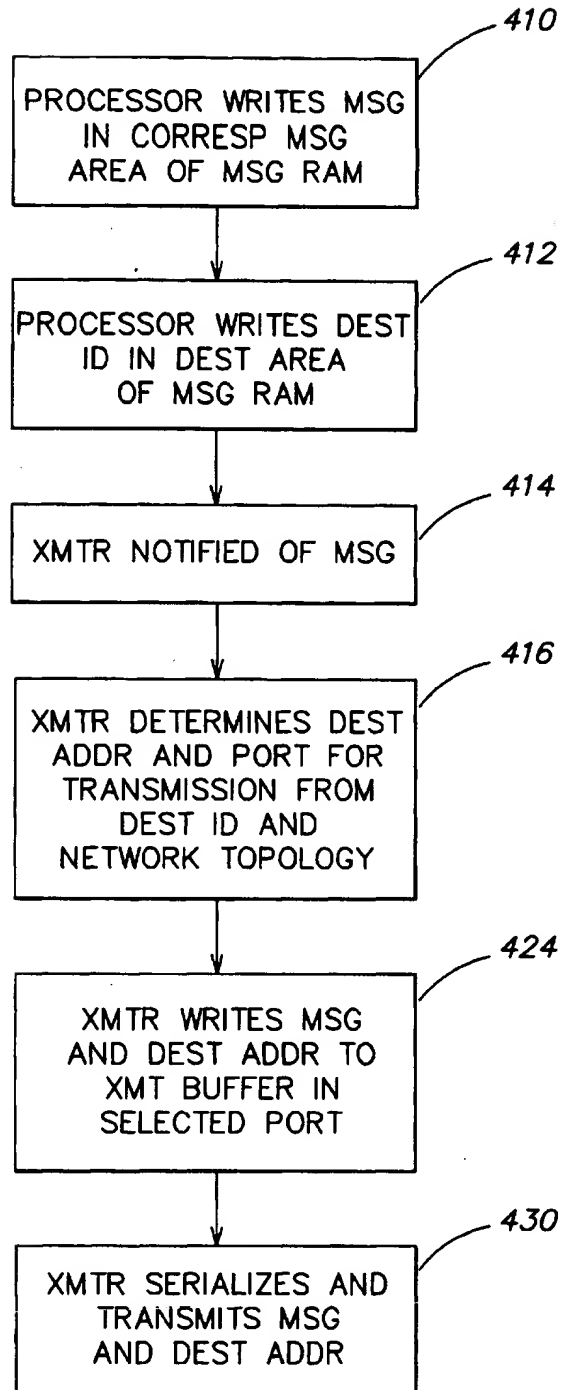 410
PROCESSOR WRITES MSG
IN CORRESP MSG
AREA OF MSG RAM
412
PROCESSOR WRITES DEST
ID IN DEST AREA
OF MSG RAM
414
XMTR NOTIFIED OF MSG
416
XMTR DETERMINES DEST
ADDR AND PORT FOR
TRANSMISSION FROM
DEST ID AND
NETWORK TOPOLOGY
424
XMTR WRITES MSG
AND DEST ADDR TO
XMT BUFFER IN
SELECTED PORT
430
XMTR SERIALIZES AND
TRANSMITS MSG
AND DEST ADDR